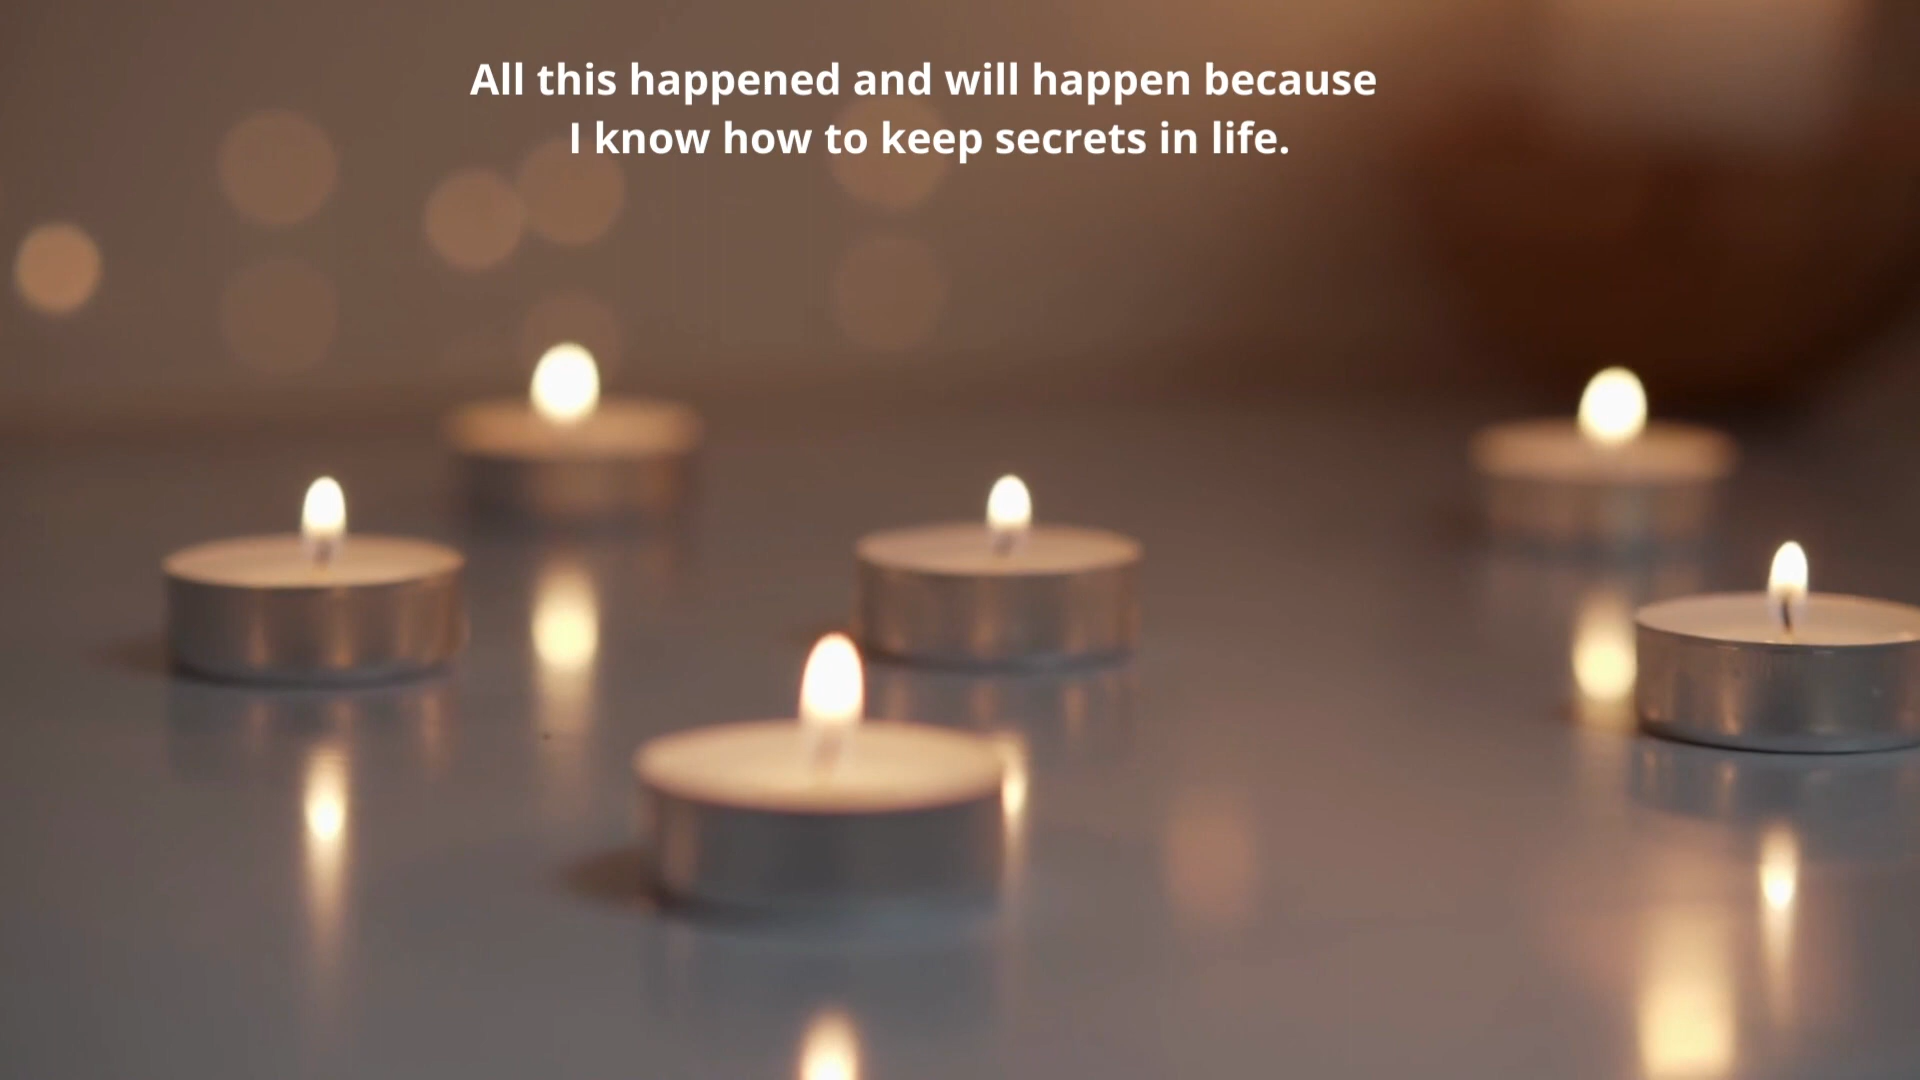 All this happened and will happen because
I know how to keep secrets in life.